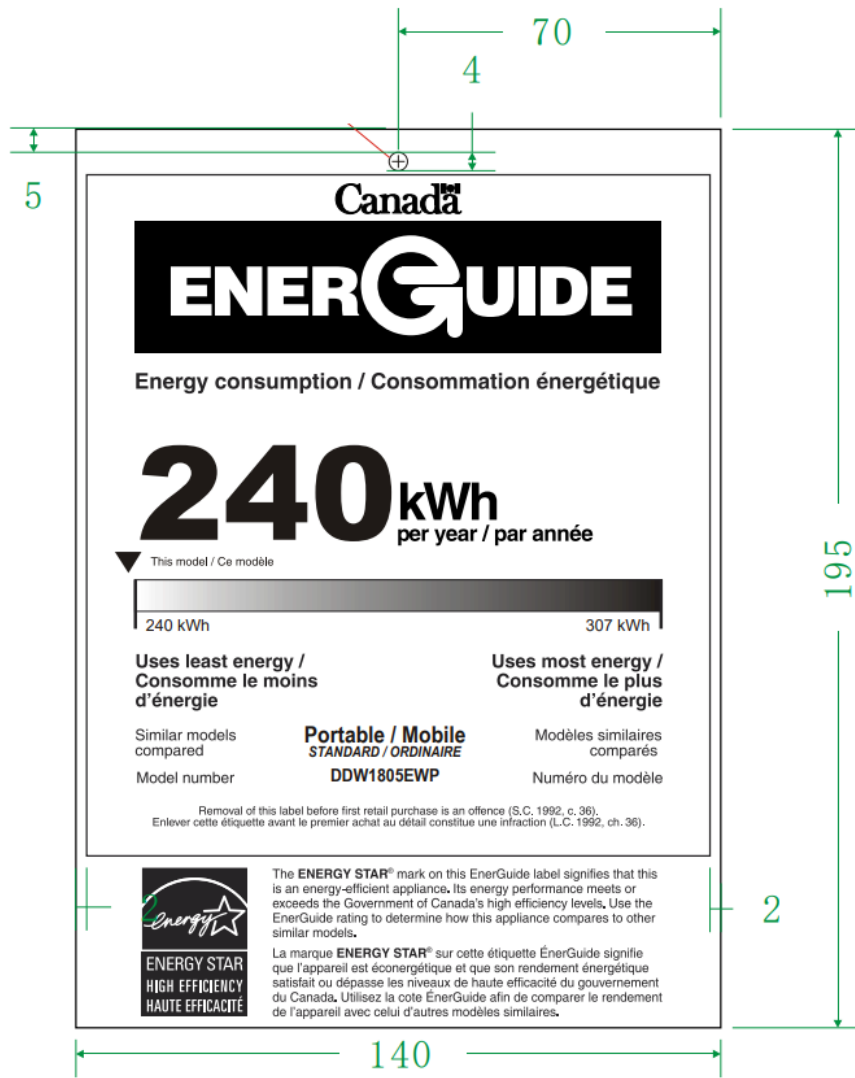 70
4
5
Canada
ENERGUIDE
Energy consumption / Consommation énergétique
240 kWh
per year / par année
This model / Ce modèle
240 kWh 307 kWh
Uses least energy / Uses most energy /
Consomme le moins Consomme le plus
d'énergie d'énergie
Similar models Portable / Mobile Modèles similaires
compared STANDARD / ORDINAIRE comparés
Model number DDW1805EWP Numéro du modèle
Removal of this label before first retail purchase is an offence (S.C. 1992, c. 36).
Enlever cette étiquette avant le premier achat au détail constitue une infraction (L.C. 1992, ch. 36).
195
2
energy
ENERGY STAR
HIGH EFFICIENCY
HAUTE EFFICACITÉ
The ENERGY STAR® mark on this EnerGuide label signifies that this
is an energy-efficient appliance. Its energy performance meets or
exceeds the Government of Canada's high efficiency levels. Use the
EnerGuide rating to determine how this appliance compares to other
similar models.
La marque ENERGY STAR® sur cette étiquette ÉnerGuide signifie
que l'appareil est éconergétique et que son rendement énergétique
satisfait ou dépasse les niveaux de haute efficacité du gouvernement
du Canada. Utilisez la cote ÉnerGuide afin de comparer le rendement
de l'appareil avec celui d'autres modèles similaires.
2
140